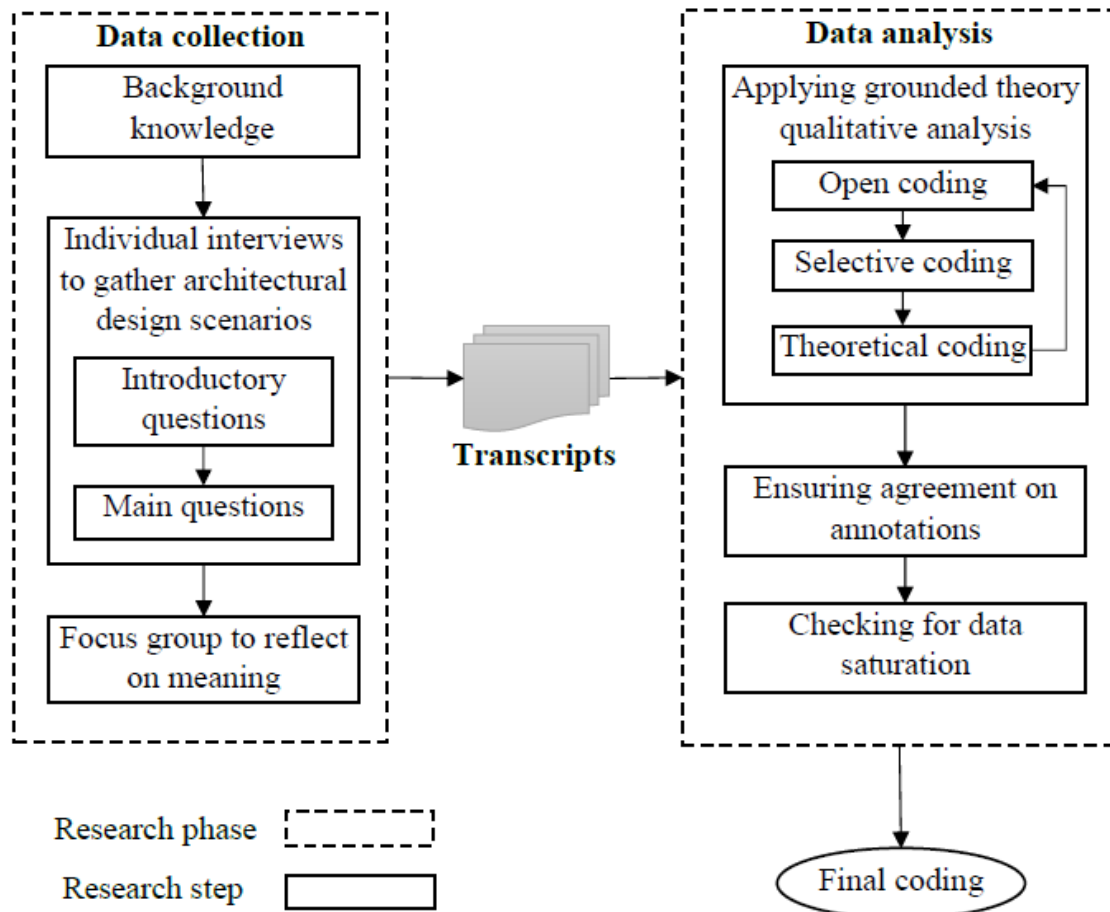 Data collection
Background
knowledge
Individual interviews
to gather architectural
design scenarios
Introductory
questions
Main questions
Focus group to reflect
on meaning
Transcripts
Data analysis
Applying grounded theory
qualitative analysis
Open coding
Selective coding
Theoretical coding
Ensuring agreement on
annotations
Checking for data
saturation
Final coding
Research phase
Research step